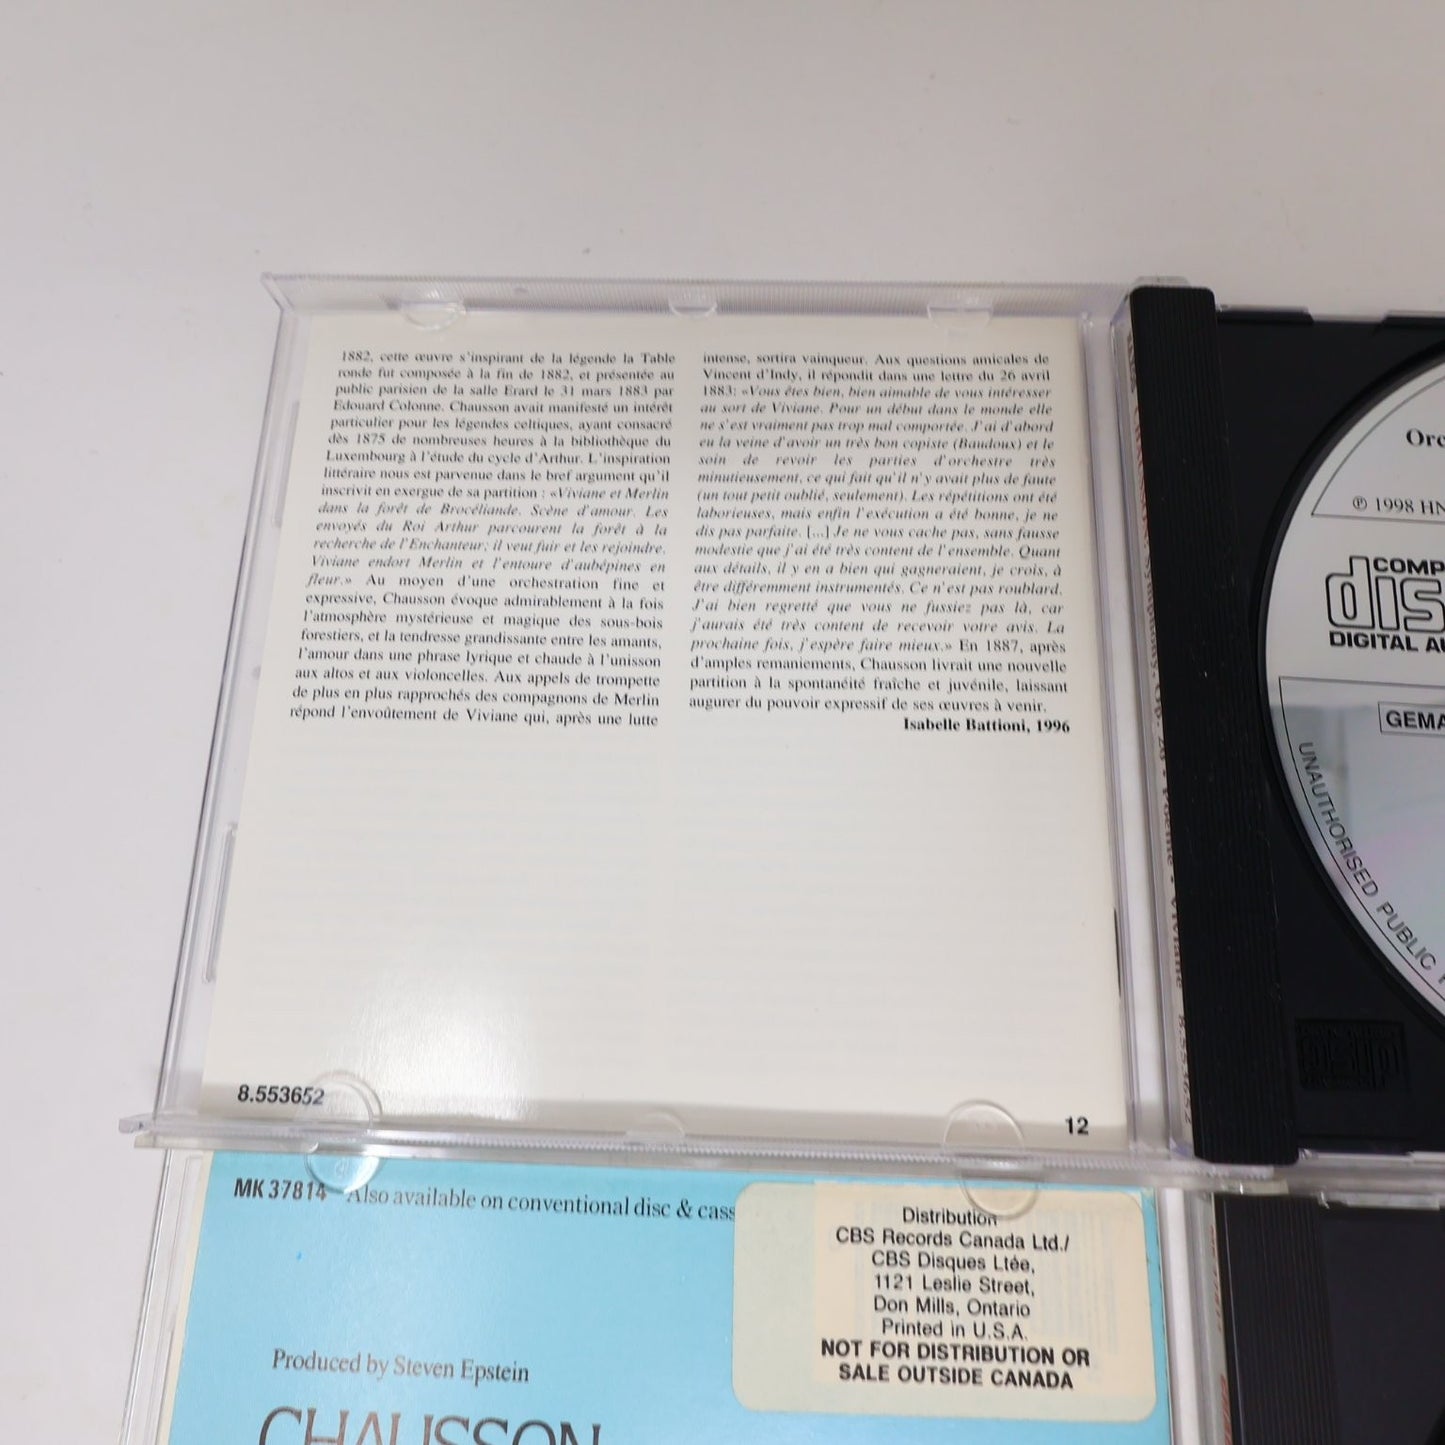 1882, cette œuvre s'inspirant de la légende la Table
ronde fut composée à la fin de 1882, et présentée au
public parisien de la salle Erard le 31 mars 1883 par
Edouard Colonne. Chausson avait manifesté un intérêt
particulier pour les légendes celtiques, ayant consacré
dès 1875 de nombreuses heures à la bibliothèque du
Luxembourg à l'étude du cycle d'Arthur. L'inspiration
littéraire nous est parvenue dans le bref argument qu'il
inscrivit en exergue de sa partition : «Viviane et Merlin
dans la forêt de Brocéliande. Scène d'amour. Les
envoyés du Roi Arthur parcourent la forêt à la
recherche de l'Enchanteur; il veut fuir et les rejoindre.
Viviane endort Merlin et l'entoure d'aubépines en
fleur.» Au moyen d'une orchestration fine et
expressive, Chausson évoque admirablement à la fois
l'atmosphère mystérieuse et magique des sous-bois
forestiers, et la tendresse grandissante entre les amants,
l'amour dans une phrase lyrique et chaude à l'unisson
aux altos et aux violoncelles. Aux appels de trompette
de plus en plus rapprochés des compagnons de Merlin
répond l'envoûtement de Viviane qui, après une lutte
intense, sortira vainqueur. Aux questions amicales de
Vincent d'Indy, il répondit dans une lettre du 26 avril
1883: «Vous êtes bien, bien aimable de vous intéresser
au sort de Viviane. Pour un début dans le monde elle
ne s'est vraiment pas trop mal comportée. J'ai d'abord
eu la veine d'avoir un très bon copiste (Baudoux) et le
soin de revoir les parties d'orchestre très
minutieusement, ce qui fait qu'il n'y avait plus de faute
(un tout petit oublié, seulement). Les répétitions ont été
laborieuses, mais enfin l'exécution a été bonne, je ne
dis pas parfaite. [...] Je ne vous cache pas, sans fausse
modestie que j'ai été très content de l'ensemble. Quant
aux détails, il y en a bien qui gagneraient, je crois, à
être différemment instrumentés. Ce n'est pas roublard.
J'ai bien regretté que vous ne fussiez pas là, car
j'aurais été très content de recevoir votre avis. La
prochaine fois, j'espère faire mieux.» En 1887, après
d'amples remaniements, Chausson livrait une nouvelle
partition à la spontanéité fraîche et juvénile, laissant
augurer du pouvoir expressif de ses œuvres à venir.
Isabelle Battioni, 1996
8.553652
12
Orc
℗ 1998 HN
COMP
disc
DIGITAL AU
GEMA
UNAUTHORISED PUBLIC
MK 37814 Also available on conventional disc & cass
Distribution
CBS Records Canada Ltd./
CBS Disques Ltée,
1121 Leslie Street,
Don Mills, Ontario
Printed in U.S.A.
NOT FOR DISTRIBUTION OR
SALE OUTSIDE CANADA
Produced by Steven Epstein
CHAUSSON